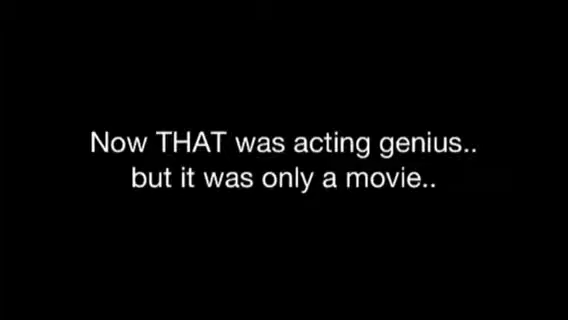 Now THAT was acting genius..
but it was only a movie..